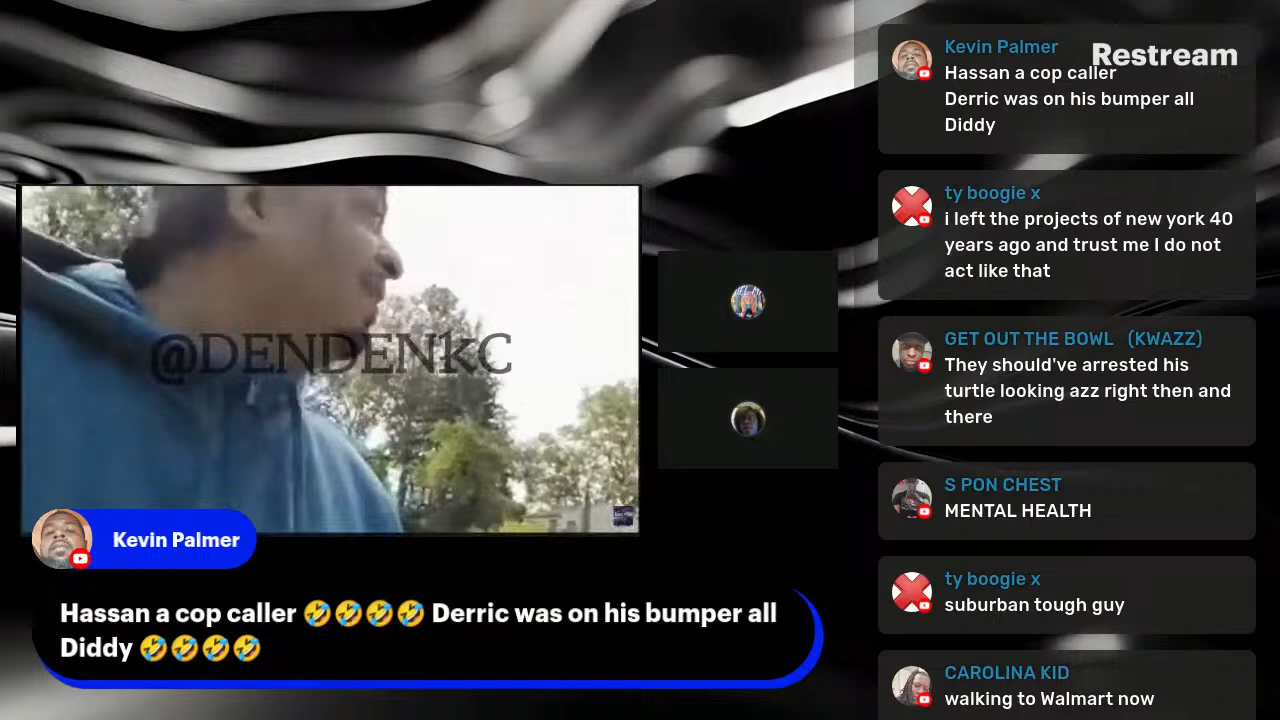 Restream
Kevin Palmer
Hassan a cop caller
Derric was on his bumper all
Diddy
ty boogie x
i left the projects of new york 40
years ago and trust me I do not
act like that
GET OUT THE BOWL (KWAZZ)
They should've arrested his
turtle looking azz right then and
there
S PON CHEST
MENTAL HEALTH
ty boogie x
suburban tough guy
CAROLINA KID
walking to Walmart now
@DENDENKC
Kevin Palmer
Hassan a cop caller 🤣🤣🤣🤣 Derric was on his bumper all
Diddy 🤣🤣🤣🤣